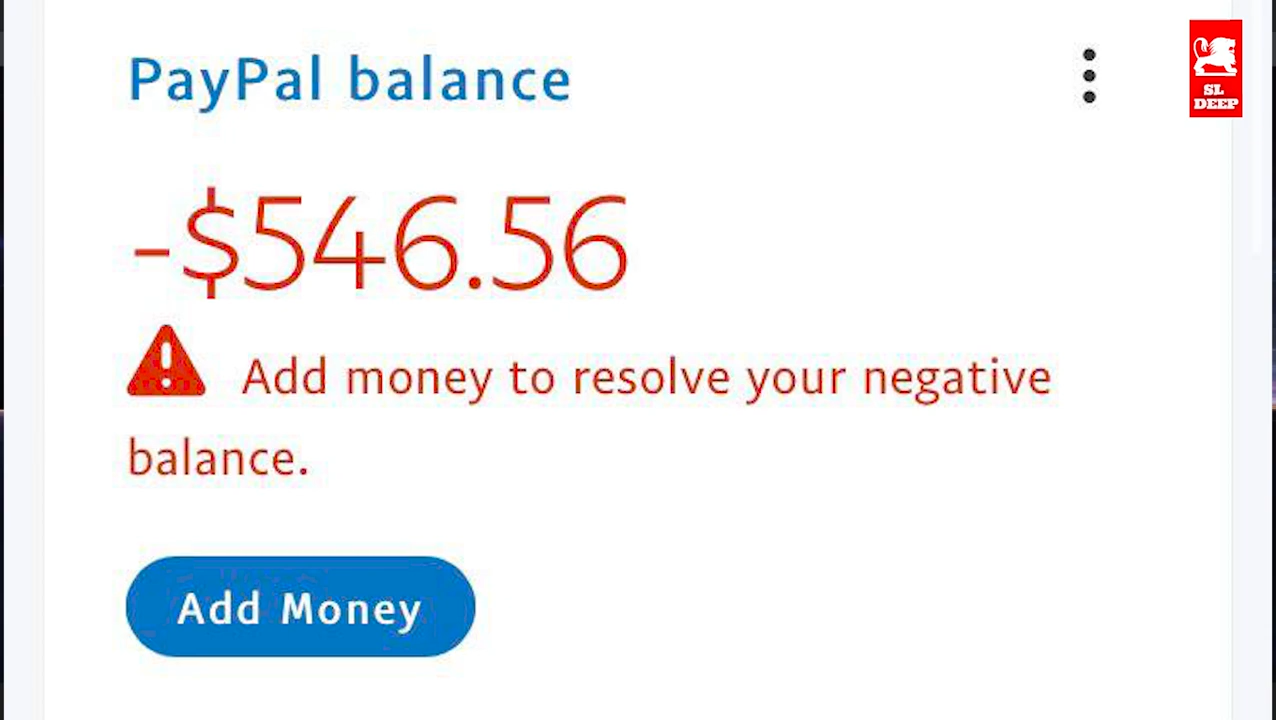 PayPal balance
SL
DEEP
-$546.56
Add money to resolve your negative
balance.
Add Money